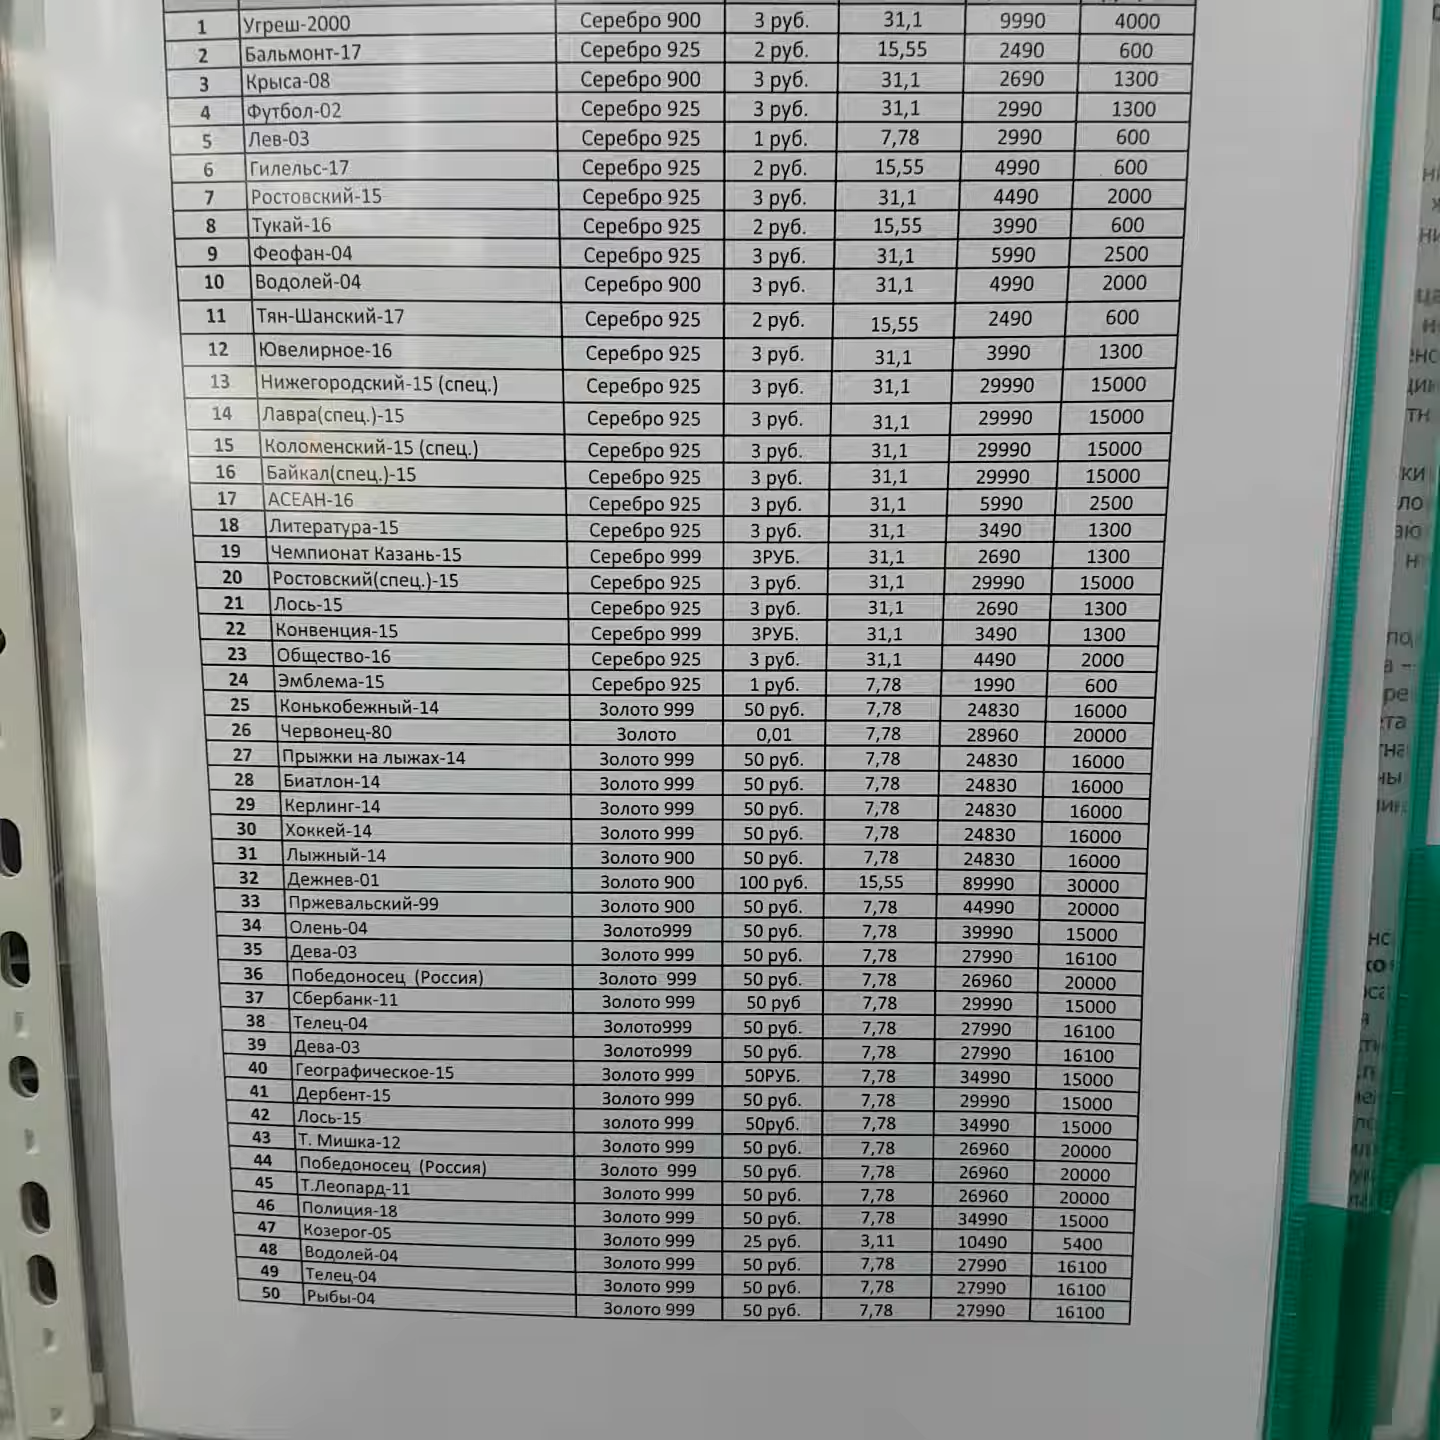 1 Угреш-2000 Серебро 900 3 руб. 31,1 9990 4000
2 Бальмонт-17 Серебро 925 2 руб. 15,55 2490 600
3 Крыса-08 Серебро 900 3 руб. 31,1 2690 1300
4 Футбол-02 Серебро 925 3 руб. 31,1 2990 1300
5 Лев-03 Серебро 925 1 руб. 7,78 2990 600
6 Гилельс-17 Серебро 925 2 руб. 15,55 4990 600
7 Ростовский-15 Серебро 925 3 руб. 31,1 4490 2000
8 Тукай-16 Серебро 925 2 руб. 15,55 3990 600
9 Феофан-04 Серебро 925 3 руб. 31,1 5990 2500
10 Водолей-04 Серебро 900 3 руб. 31,1 4990 2000
11 Тян-Шанский-17 Серебро 925 2 руб. 15,55 2490 600
12 Ювелирное-16 Серебро 925 3 руб. 31,1 3990 1300
13 Нижегородский-15 (спец.) Серебро 925 3 руб. 31,1 29990 15000
14 Лавра(спец.)-15 Серебро 925 3 руб. 31,1 29990 15000
15 Коломенский-15 (спец.) Серебро 925 3 руб. 31,1 29990 15000
16 Байкал(спец.)-15 Серебро 925 3 руб. 31,1 29990 15000
17 АСЕАН-16 Серебро 925 3 руб. 31,1 5990 2500
18 Литература-15 Серебро 925 3 руб. 31,1 3490 1300
19 Чемпионат Казань-15 Серебро 999 3РУБ. 31,1 2690 1300
20 Ростовский(спец.)-15 Серебро 925 3 руб. 31,1 29990 15000
21 Лось-15 Серебро 925 3 руб. 31,1 2690 1300
22 Конвенция-15 Серебро 999 3РУБ. 31,1 3490 1300
23 Общество-16 Серебро 925 3 руб. 31,1 4490 2000
24 Эмблема-15 Серебро 925 1 руб. 7,78 1990 600
25 Конькобежный-14 Золото 999 50 руб. 7,78 24830 16000
26 Червонец-80 Золото 0,01 7,78 28960 20000
27 Прыжки на лыжах-14 Золото 999 50 руб. 7,78 24830 16000
28 Биатлон-14 Золото 999 50 руб. 7,78 24830 16000
29 Керлинг-14 Золото 999 50 руб. 7,78 24830 16000
30 Хоккей-14 Золото 999 50 руб. 7,78 24830 16000
31 Лыжный-14 Золото 900 50 руб. 7,78 24830 16000
32 Дежнев-01 Золото 900 100 руб. 15,55 89990 30000
33 Пржевальский-99 Золото 900 50 руб. 7,78 44990 20000
34 Олень-04 Золото999 50 руб. 7,78 39990 15000
35 Дева-03 Золото 999 50 руб. 7,78 27990 16100
36 Победоносец (Россия) Золото 999 50 руб. 7,78 26960 20000
37 Сбербанк-11 Золото 999 50 руб 7,78 29990 15000
38 Телец-04 Золото999 50 руб. 7,78 27990 16100
39 Дева-03 Золото999 50 руб. 7,78 27990 16100
40 Географическое-15 Золото 999 50РУБ. 7,78 34990 15000
41 Дербент-15 Золото 999 50 руб. 7,78 29990 15000
42 Лось-15 золото 999 50руб. 7,78 34990 15000
43 Т. Мишка-12 Золото 999 50 руб. 7,78 26960 20000
44 Победоносец (Россия) Золото 999 50 руб. 7,78 26960 20000
45 Т.Леопард-11 Золото 999 50 руб. 7,78 26960 20000
46 Полиция-18 Золото 999 50 руб. 7,78 34990 15000
47 Козерог-05 Золото 999 25 руб. 3,11 10490 5400
48 Водолей-04 Золото 999 50 руб. 7,78 27990 16100
49 Телец-04 Золото 999 50 руб. 7,78 27990 16100
50 Рыбы-04 Золото 999 50 руб. 7,78 27990 16100